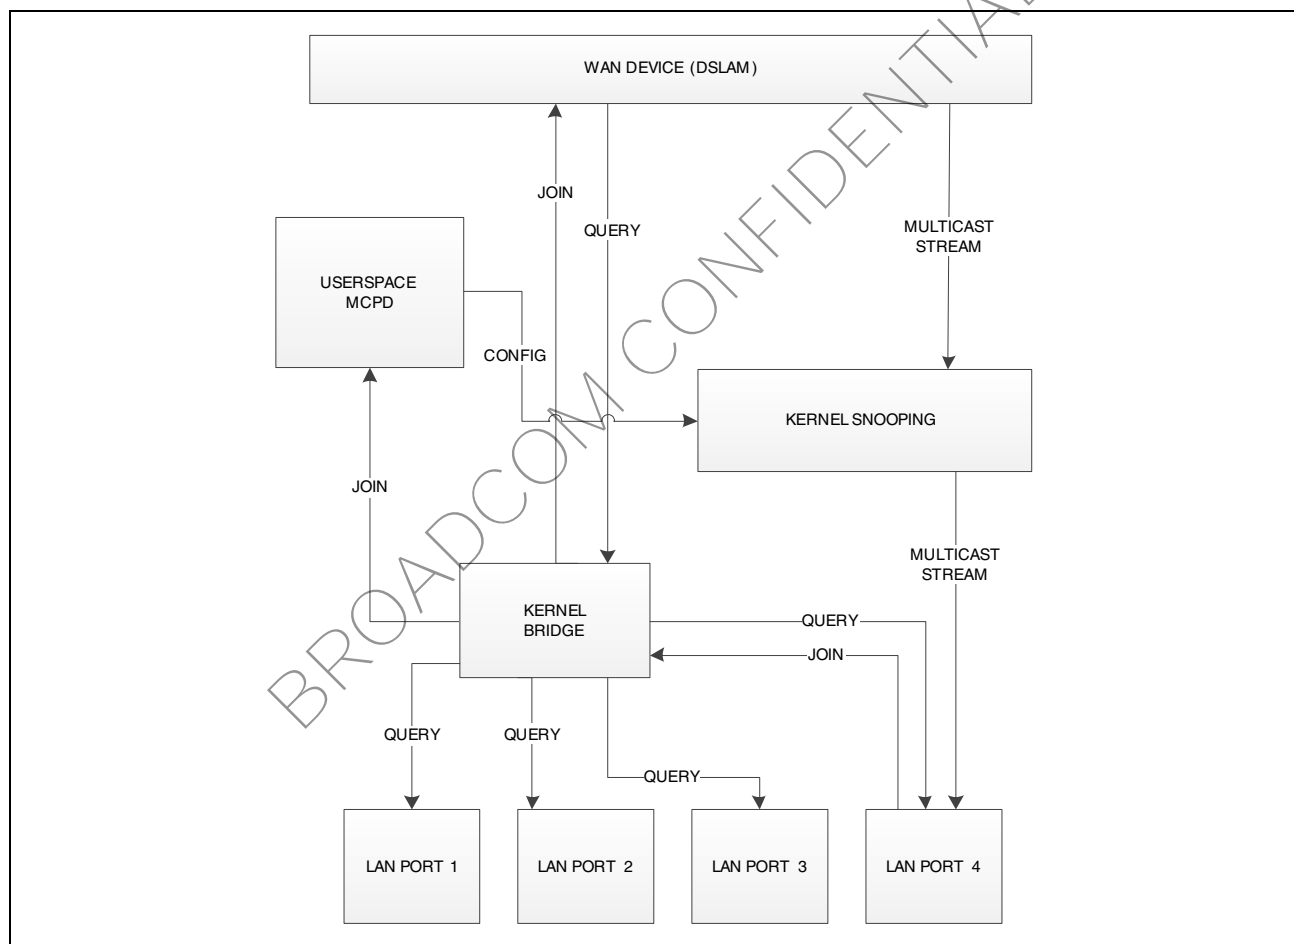 WAN DEVICE (DSLAM)
JOIN
QUERY
MULTICAST
STREAM
USERSPACE
MCPD
CONFIG
KERNEL SNOOPING
JOIN
MULTICAST
STREAM
KERNEL
BRIDGE
QUERY
JOIN
QUERY
QUERY
QUERY
LAN PORT 1
LAN PORT 2
LAN PORT 3
LAN PORT 4
BROADCOM CONFIDENTIAL